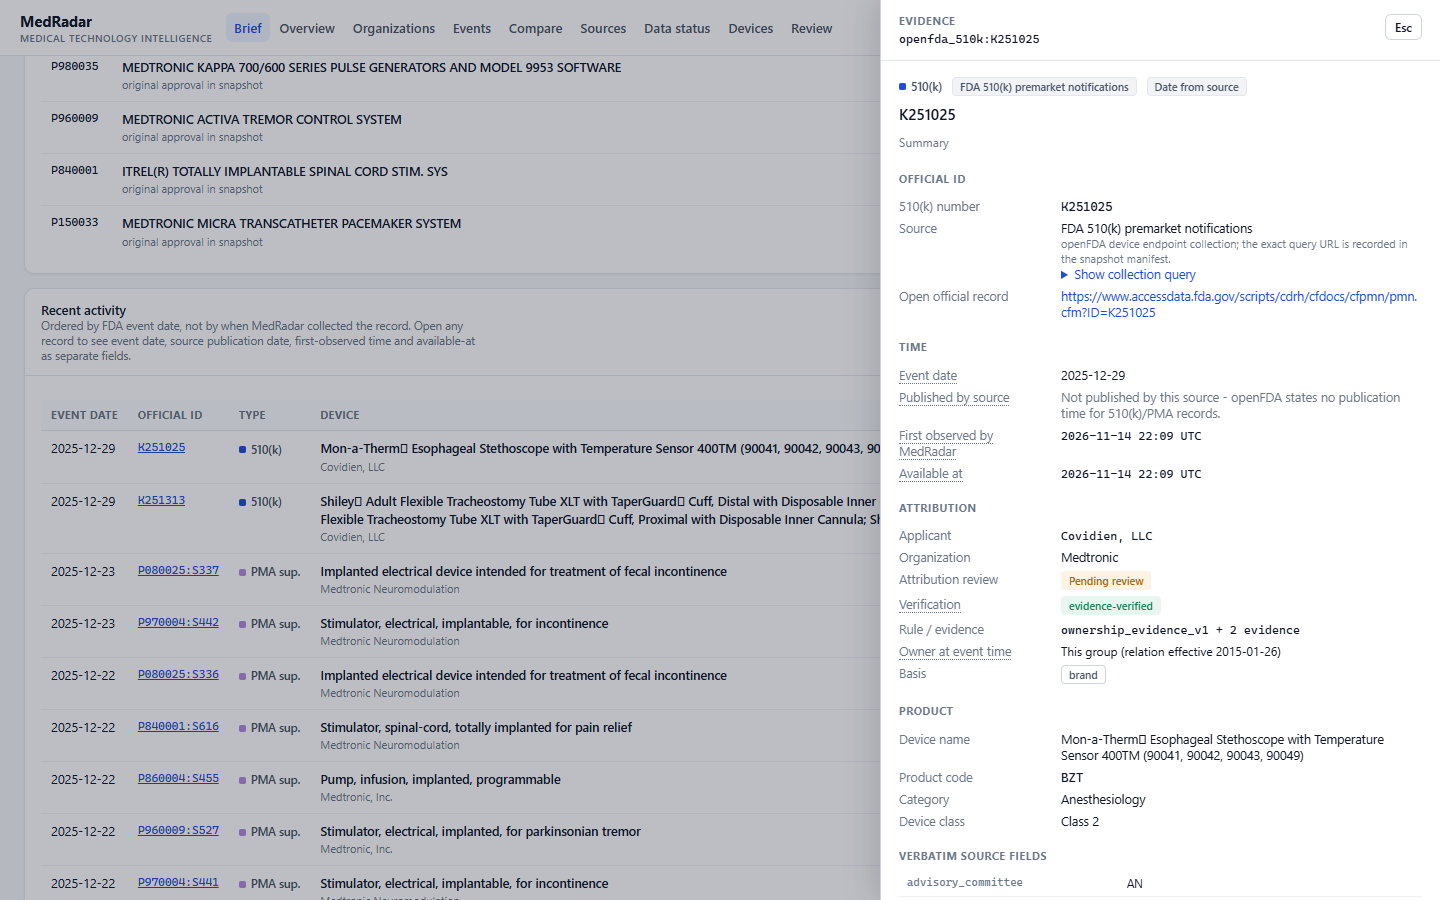 MedRadar
MEDICAL TECHNOLOGY INTELLIGENCE
Brief
Overview
Organizations
Events
Compare
Sources
Data status
Devices
Review
P980035
MEDTRONIC KAPPA 700/600 SERIES PULSE GENERATORS AND MODEL 9953 SOFTWARE
original approval in snapshot
P960009
MEDTRONIC ACTIVA TREMOR CONTROL SYSTEM
original approval in snapshot
P840001
ITREL(R) TOTALLY IMPLANTABLE SPINAL CORD STIM. SYS
original approval in snapshot
P150033
MEDTRONIC MICRA TRANSCATHETER PACEMAKER SYSTEM
original approval in snapshot
Recent activity
Ordered by FDA event date, not by when MedRadar collected the record. Open any
record to see event date, source publication date, first-observed time and available-at
as separate fields.
EVENT DATE OFFICIAL ID TYPE DEVICE
2025-12-29 K251025 510(k) Mon-a-Therm▯ Esophageal Stethoscope with Temperature Sensor 400TM (90041, 90042, 90043, 90
Covidien, LLC
2025-12-29 K251313 510(k) Shiley▯ Adult Flexible Tracheostomy Tube XLT with TaperGuard▯ Cuff, Distal with Disposable Inner
Flexible Tracheostomy Tube XLT with TaperGuard▯ Cuff, Proximal with Disposable Inner Cannula; Sh
Covidien, LLC
2025-12-23 P080025:S337 PMA sup. Implanted electrical device intended for treatment of fecal incontinence
Medtronic Neuromodulation
2025-12-23 P970004:S442 PMA sup. Stimulator, electrical, implantable, for incontinence
Medtronic Neuromodulation
2025-12-22 P080025:S336 PMA sup. Implanted electrical device intended for treatment of fecal incontinence
Medtronic Neuromodulation
2025-12-22 P840001:S616 PMA sup. Stimulator, spinal-cord, totally implanted for pain relief
Medtronic Neuromodulation
2025-12-22 P860004:S455 PMA sup. Pump, infusion, implanted, programmable
Medtronic, Inc.
2025-12-22 P960009:S527 PMA sup. Stimulator, electrical, implanted, for parkinsonian tremor
Medtronic, Inc.
2025-12-22 P970004:S441 PMA sup. Stimulator, electrical, implantable, for incontinence
Medtronic Neuromodulation
EVIDENCE
openfda_510k:K251025
Esc
510(k) FDA 510(k) premarket notifications Date from source
K251025
Summary
OFFICIAL ID
510(k) number K251025
Source FDA 510(k) premarket notifications
openFDA device endpoint collection; the exact query URL is recorded in
the snapshot manifest.
Show collection query
Open official record https://www.accessdata.fda.gov/scripts/cdrh/cfdocs/cfpmn/pmn.
cfm?ID=K251025
TIME
Event date 2025-12-29
Published by source Not published by this source - openFDA states no publication
time for 510(k)/PMA records.
First observed by 2026-11-14 22:09 UTC
MedRadar
Available at 2026-11-14 22:09 UTC
ATTRIBUTION
Applicant Covidien, LLC
Organization Medtronic
Attribution review Pending review
Verification evidence-verified
Rule / evidence ownership_evidence_v1 + 2 evidence
Owner at event time This group (relation effective 2015-01-26)
Basis brand
PRODUCT
Device name Mon-a-Therm▯ Esophageal Stethoscope with Temperature
Sensor 400TM (90041, 90042, 90043, 90049)
Product code BZT
Category Anesthesiology
Device class Class 2
VERBATIM SOURCE FIELDS
advisory_committee AN